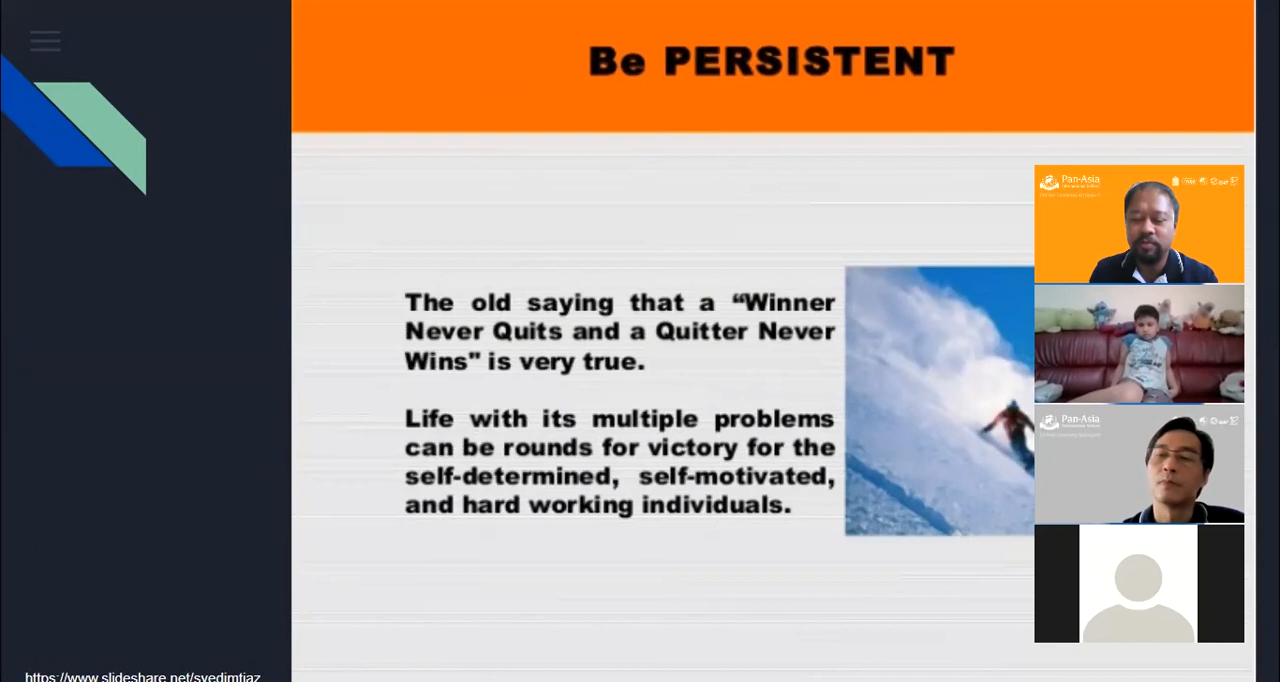 Be PERSISTENT
The old saying that a “Winner
Never Quits and a Quitter Never
Wins" is very true.
Life with its multiple problems
can be rounds for victory for the
self-determined, self-motivated,
and hard working individuals.
Pan-Asia
Pan-Asia
https://www.slideshare.net/syedimtiaz